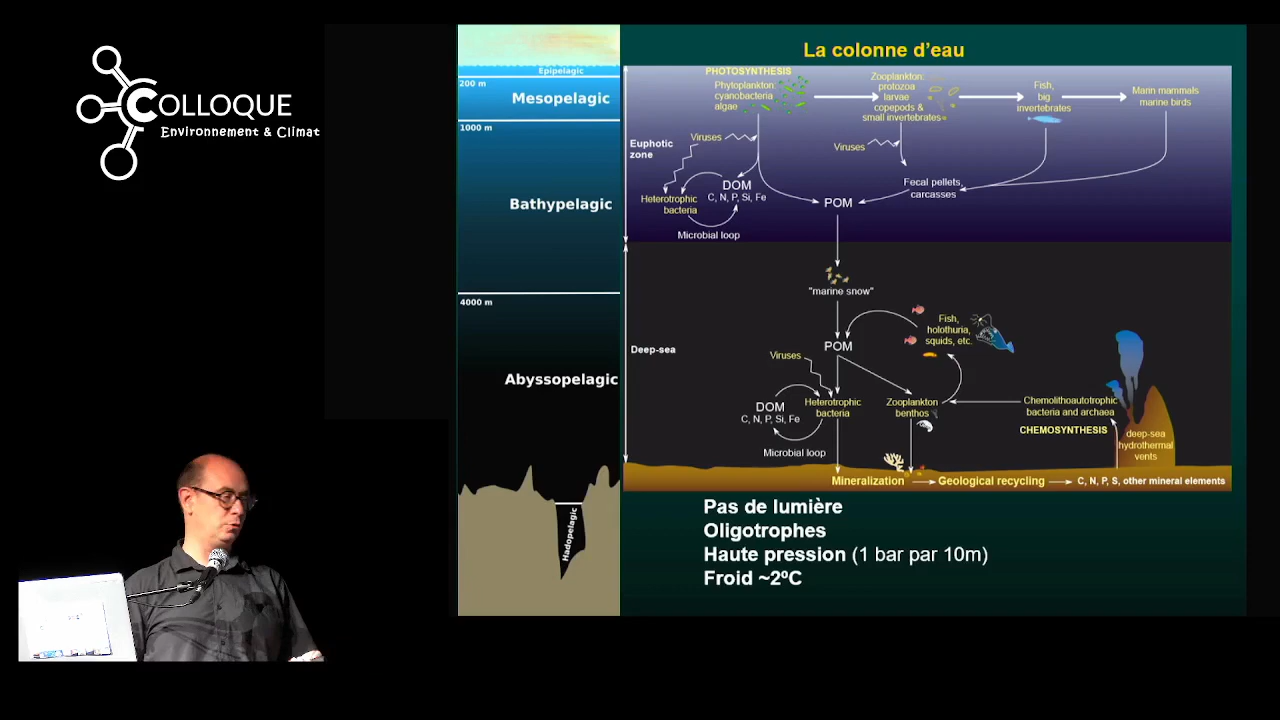 COLLOQUE
Environnement & Climat
La colonne d'eau
Epipelagic
200 m
Mesopelagic
1000 m
Bathypelagic
4000 m
Abyssopelagic
Hadopelagic
PHOTOSYNTHESIS
Phytoplankton:
cyanobacteria
algae
Zooplankton:
protozoa
larvae
copepods &
small invertebrates
Fish,
big
invertebrates
Marin mammals
marine birds
Euphotic
zone
Viruses
Viruses
DOM
C, N, P, Si, Fe
Heterotrophic
bacteria
Microbial loop
Fecal pellets,
carcasses
POM
"marine snow"
Deep-sea
POM
Fish,
holothuria,
squids, etc.
Viruses
DOM
C, N, P, Si, Fe
Heterotrophic
bacteria
Microbial loop
Zooplankton
benthos
Chemolithoautotrophic
bacteria and archaea
CHEMOSYNTHESIS
deep-sea
hydrothermal
vents
Mineralization
Geological recycling
C, N, P, S, other mineral elements
Pas de lumière
Oligotrophes
Haute pression (1 bar par 10m)
Froid ~2ºC